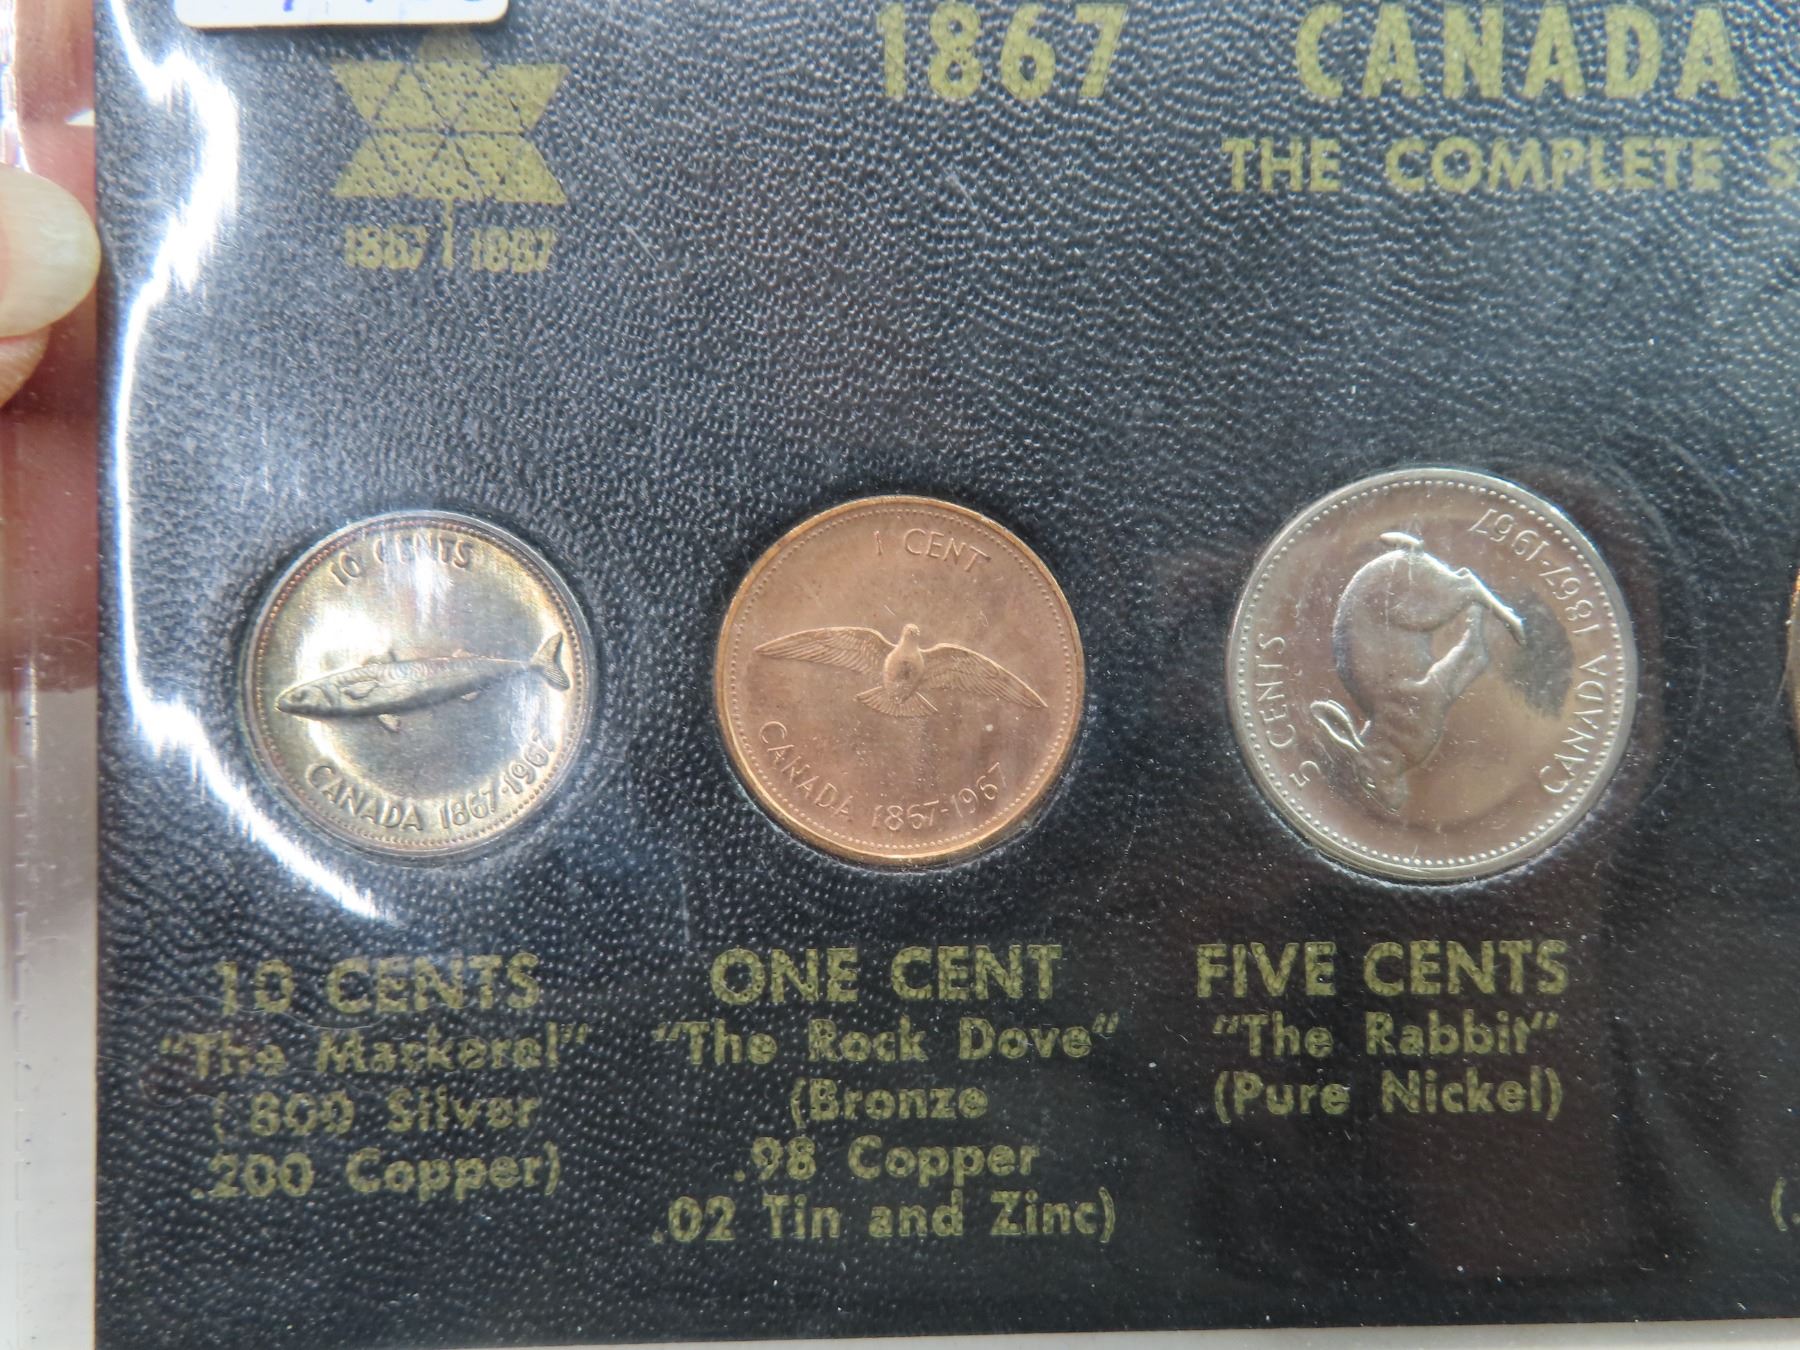 1867 CANADA
THE COMPLETE
1867 1967
10 CENTS
CANADA 1867-1967
1 CENT
CANADA 1867-1967
5 CENTS
CANADA 1867-1967
10 CENTS
"The Mackerel"
(.800 Silver
.200 Copper)
ONE CENT
"The Rock Dove"
(Bronze
.98 Copper
.02 Tin and Zinc)
FIVE CENTS
"The Rabbit"
(Pure Nickel)